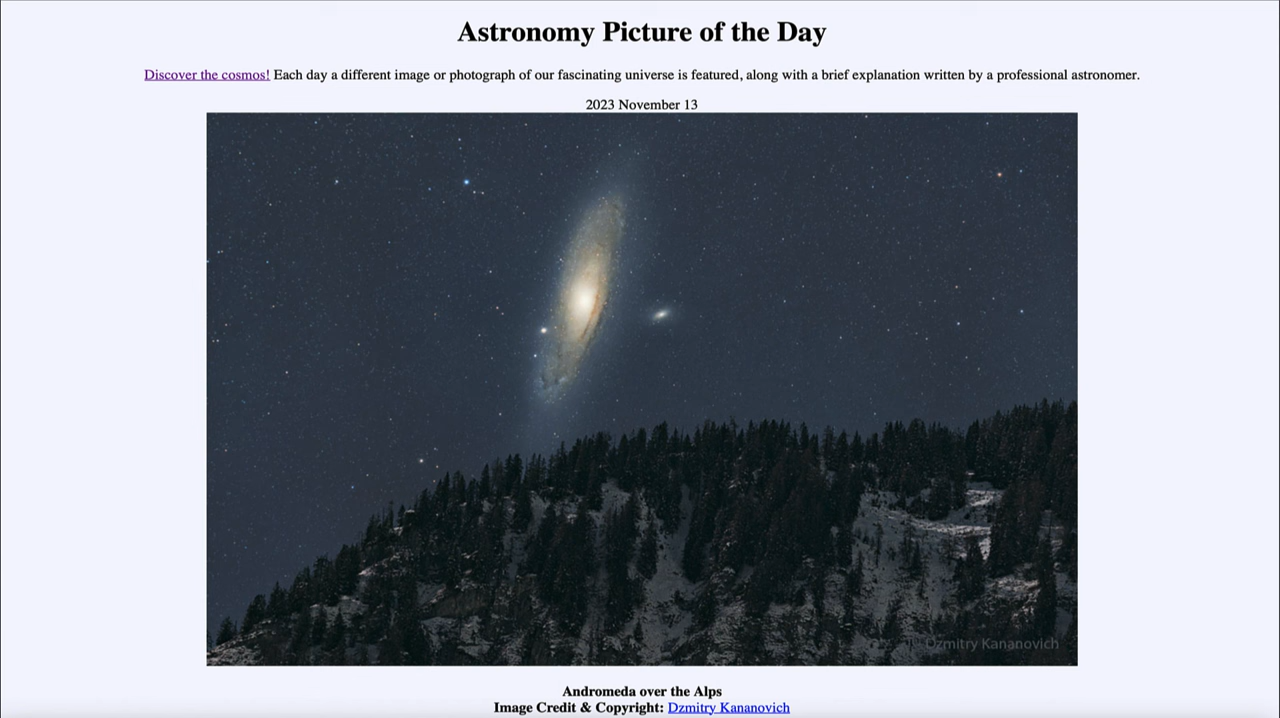 Astronomy Picture of the Day
Discover the cosmos! Each day a different image or photograph of our fascinating universe is featured, along with a brief explanation written by a professional astronomer.
2023 November 13
Dzmitry Kananovich
Andromeda over the Alps
Image Credit & Copyright: Dzmitry Kananovich